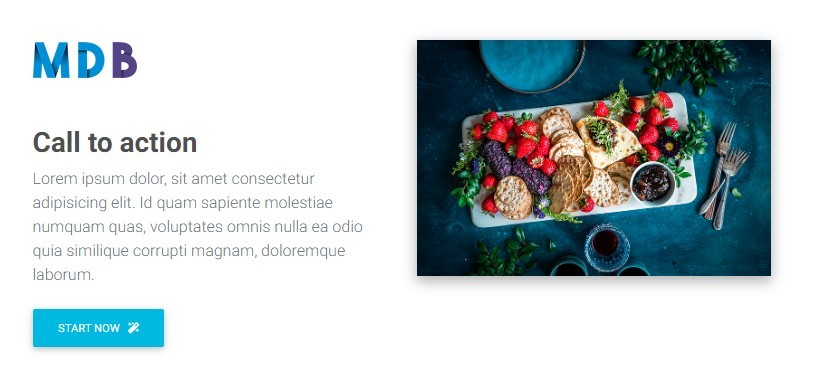 MDB
Call to action
Lorem ipsum dolor, sit amet consectetur
adipisicing elit. Id quam sapiente molestiae
numquam quas, voluptates omnis nulla ea odio
quia similique corrupti magnam, doloremque
laborum.
START NOW